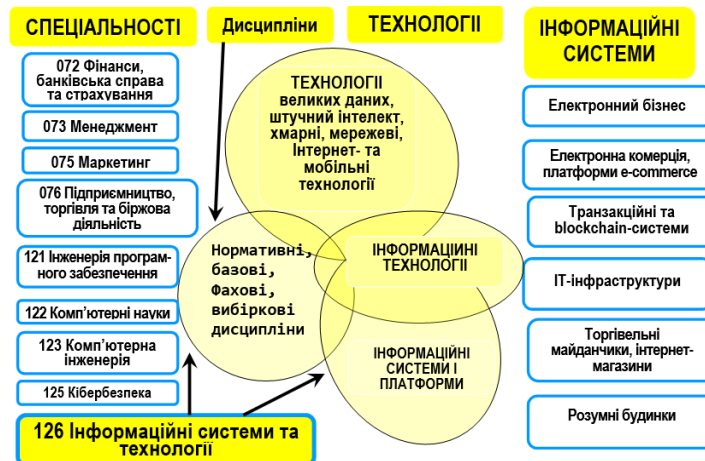 СПЕЦІАЛЬНОСТІ
072 Фінанси,
банківська справа
та страхування
073 Менеджмент
075 Маркетинг
076 Підприємництво,
торгівля та біржова
діяльність
121 Інженерія програм-
ного забезпечення
122 Комп’ютерні науки
123 Комп’ютерна
інженерія
125 Кібербезпека
126 Інформаційні системи та
технології
Дисципліни
Нормативні,
базові,
Фахові,
вибіркові
дисципліни
ТЕХНОЛОГІЇ
ТЕХНОЛОГІЇ
великих даних,
штучний інтелект,
хмарні, мережеві,
Інтернет- та
мобільні
технології
ІНФОРМАЦІЙНІ
ТЕХНОЛОГІЇ
ІНФОРМАЦІЙНІ
СИСТЕМИ І
ПЛАТФОРМИ
ІНФОРМАЦІЙНІ
СИСТЕМИ
Електронний бізнес
Електронна комерція,
платформи e-commerce
Транзакційні та
blockchain-системи
ІТ-інфраструктури
Торгівельні
майданчики, інтернет-
магазини
Розумні будинки